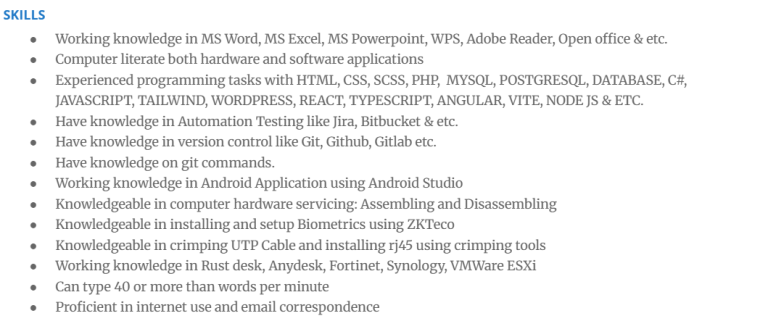 SKILLS
● Working knowledge in MS Word, MS Excel, MS Powerpoint, WPS, Adobe Reader, Open office & etc.
● Computer literate both hardware and software applications
● Experienced programming tasks with HTML, CSS, SCSS, PHP, MYSQL, POSTGRESQL, DATABASE, C#,
JAVASCRIPT, TAILWIND, WORDPRESS, REACT, TYPESCRIPT, ANGULAR, VITE, NODE JS & ETC.
● Have knowledge in Automation Testing like Jira, Bitbucket & etc.
● Have knowledge in version control like Git, Github, Gitlab etc.
● Have knowledge on git commands.
● Working knowledge in Android Application using Android Studio
● Knowledgeable in computer hardware servicing: Assembling and Disassembling
● Knowledgeable in installing and setup Biometrics using ZKTeco
● Knowledgeable in crimping UTP Cable and installing rj45 using crimping tools
● Working knowledge in Rust desk, Anydesk, Fortinet, Synology, VMWare ESXi
● Can type 40 or more than words per minute
● Proficient in internet use and email correspondence